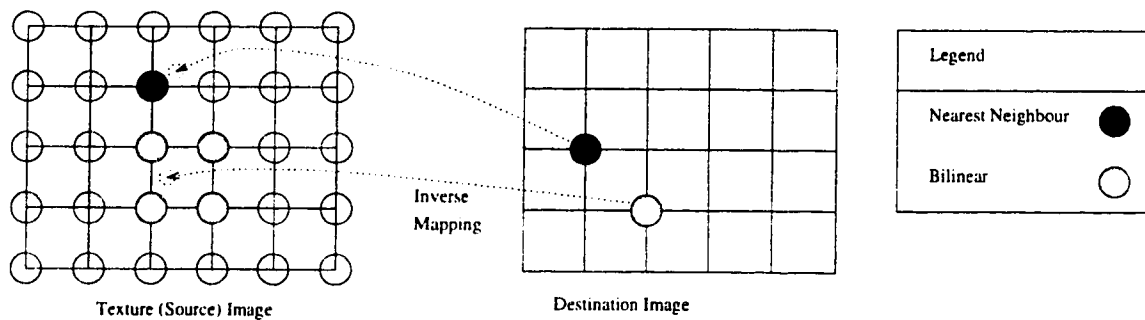 Legend
Nearest Neighbour
Bilinear
Inverse
Mapping
Texture (Source) Image
Destination Image